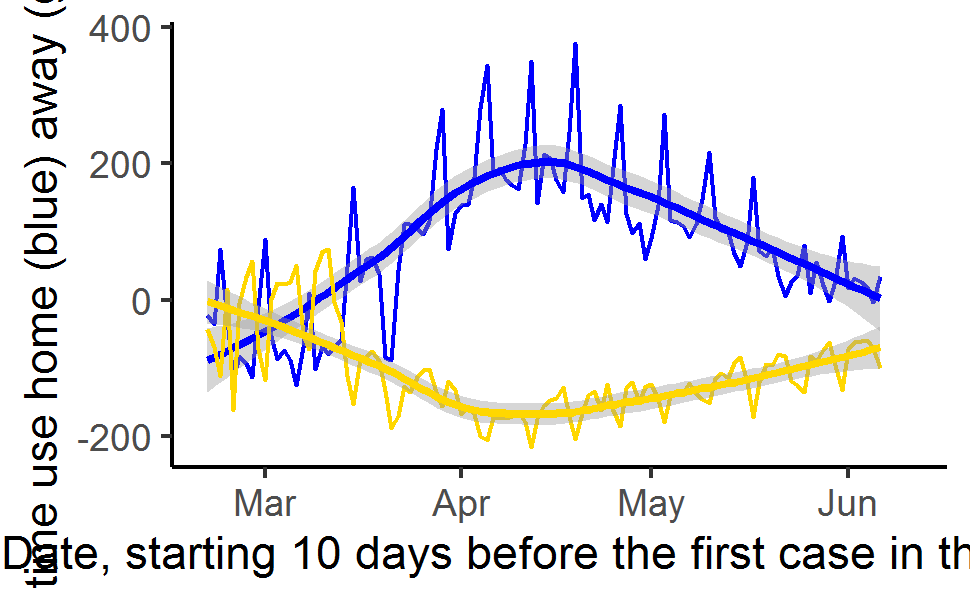 time use home (blue) away (
400
200
0
-200
Mar Apr May Jun
Date, starting 10 days before the first case in th